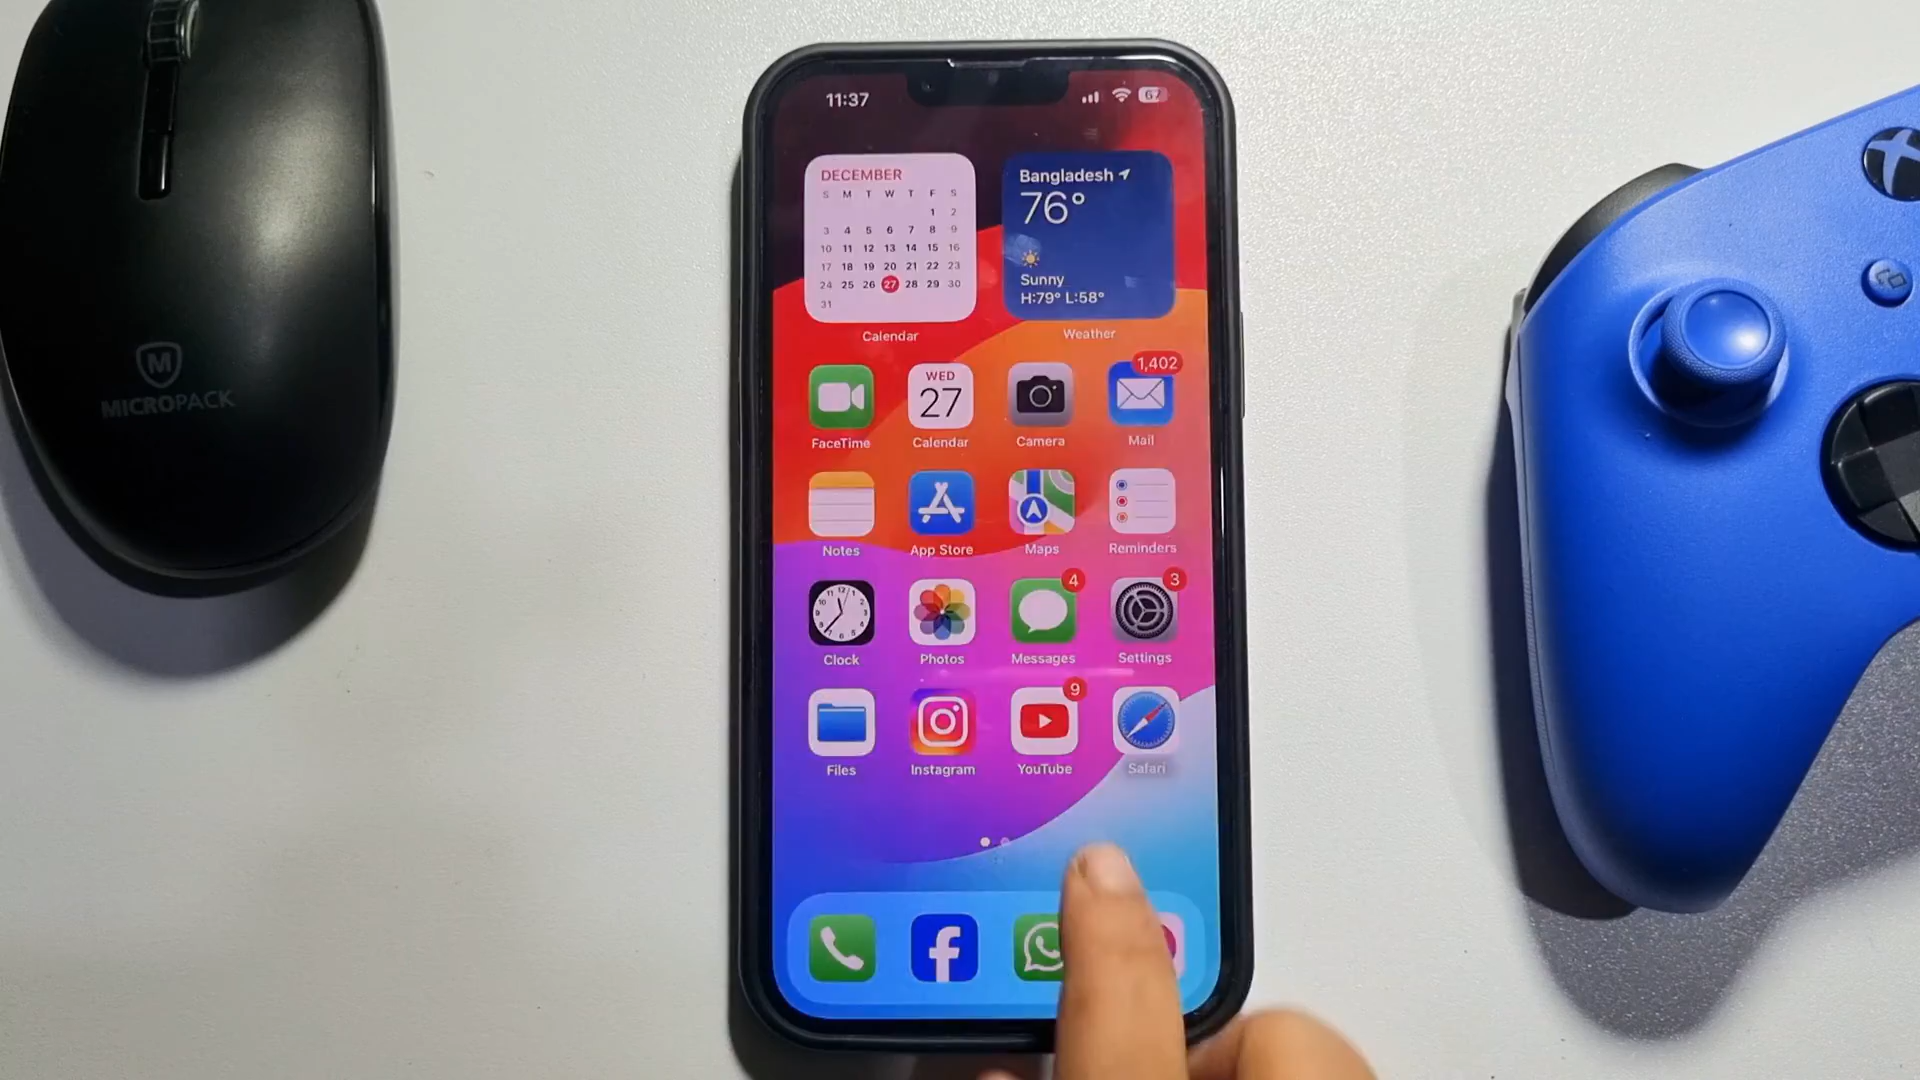 11:37
67
DECEMBER
S M T W T F S
1 2
3 4 5 6 7 8 9
10 11 12 13 14 15 16
17 18 19 20 21 22 23
24 25 26 27 28 29 30
31
Calendar
Bangladesh
76°
Sunny
H:79° L:58°
Weather
FaceTime
WED
27
Calendar
Camera
1,402
Mail
Notes
App Store
Maps
Reminders
Clock
Photos
4
Messages
3
Settings
Files
Instagram
9
YouTube
Safari
M
MICROPACK